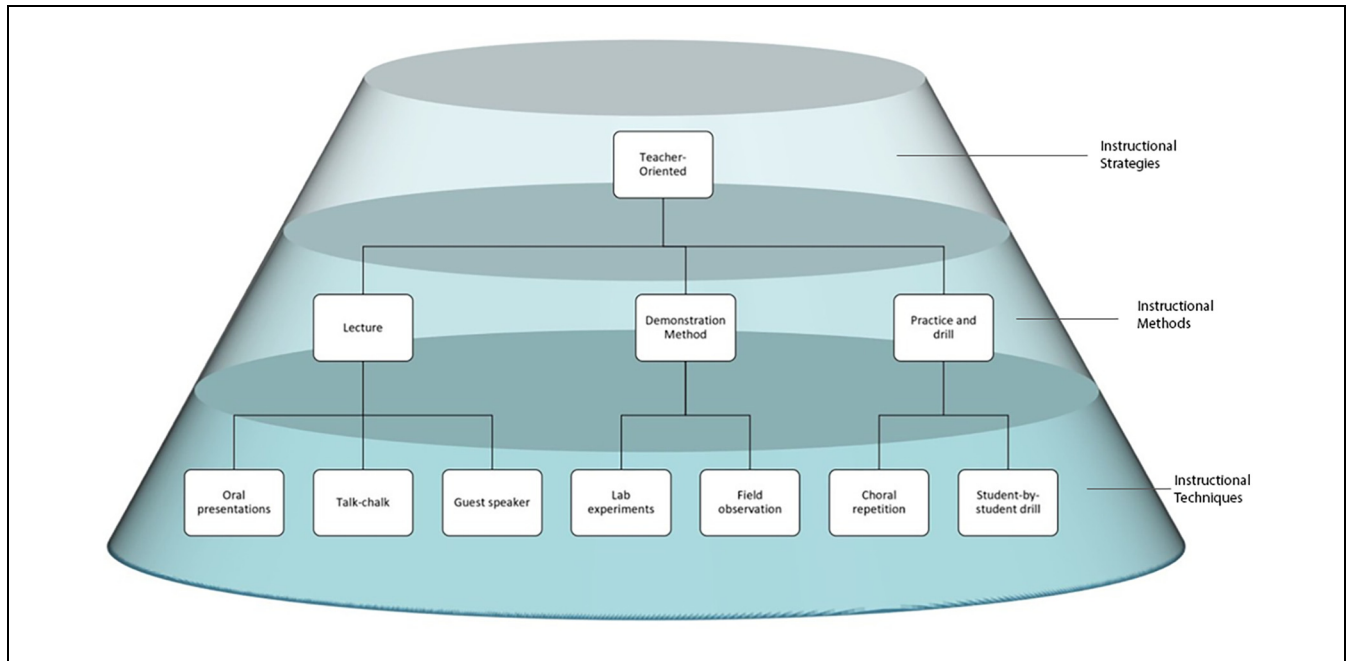 Teacher-
Oriented
Instructional
Strategies
Lecture
Demonstration
Method
Practice and
drill
Instructional
Methods
Oral
presentations
Talk-chalk
Guest speaker
Lab
experiments
Field
observation
Choral
repetition
Student-by-
student drill
Instructional
Techniques